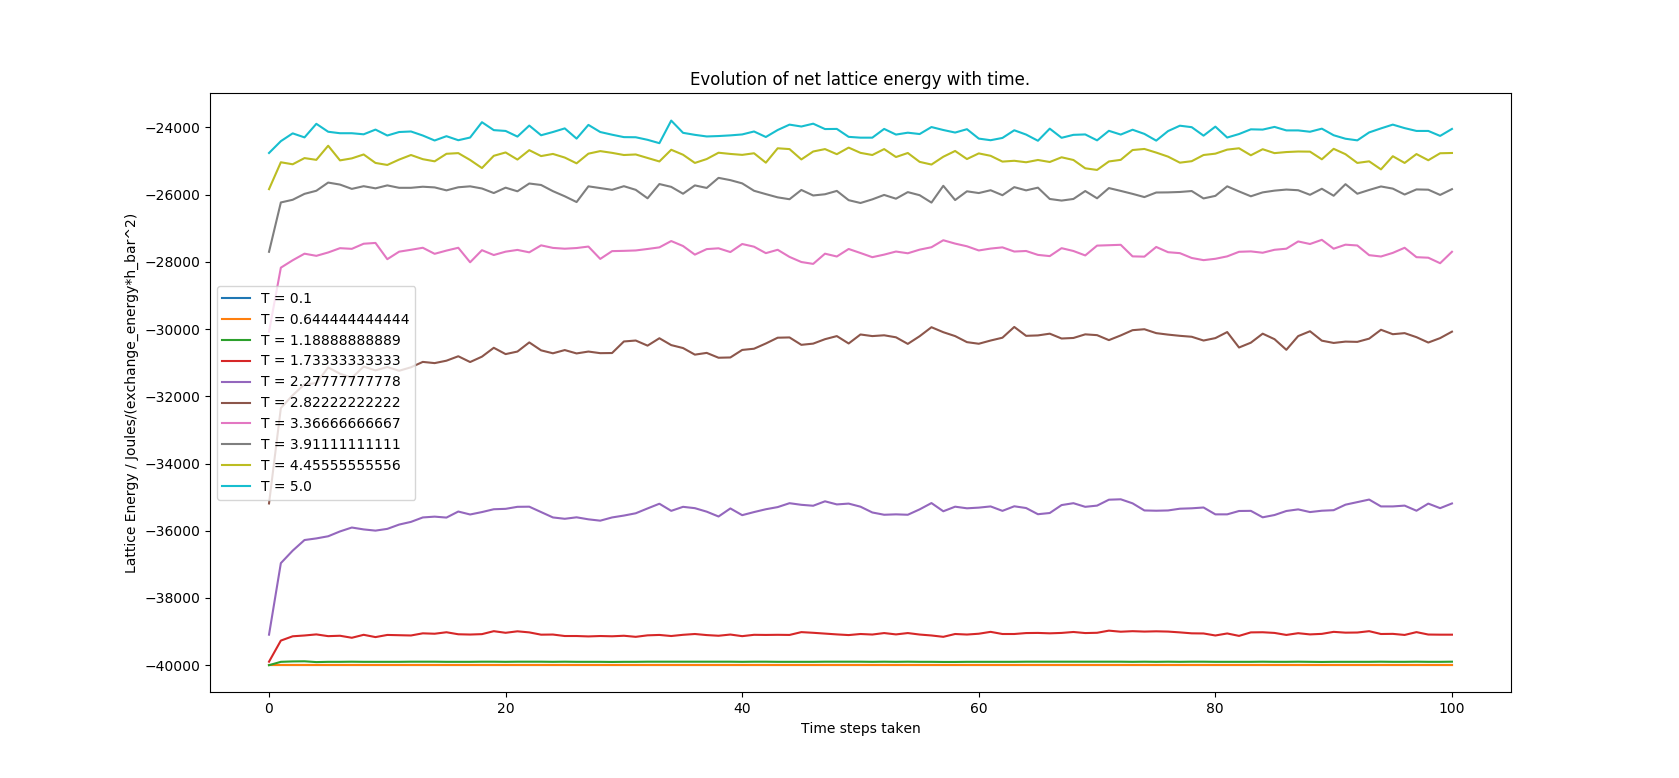 Evolution of net lattice energy with time.
Lattice Energy / Joules/(exchange_energy*h_bar^2)
−24000
−26000
−28000
−30000
−32000
−34000
−36000
−38000
−40000
T = 0.1
T = 0.644444444444
T = 1.18888888889
T = 1.73333333333
T = 2.27777777778
T = 2.82222222222
T = 3.36666666667
T = 3.91111111111
T = 4.45555555556
T = 5.0
0 20 40 60 80 100
Time steps taken